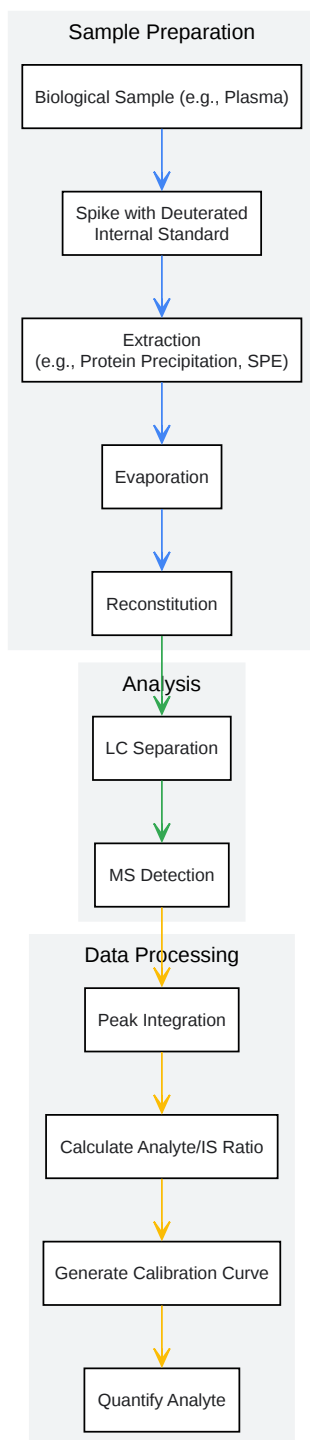 Sample Preparation
Biological Sample (e.g., Plasma)
Spike with Deuterated
Internal Standard
Extraction
(e.g., Protein Precipitation, SPE)
Evaporation
Reconstitution
Analysis
LC Separation
MS Detection
Data Processing
Peak Integration
Calculate Analyte/IS Ratio
Generate Calibration Curve
Quantify Analyte